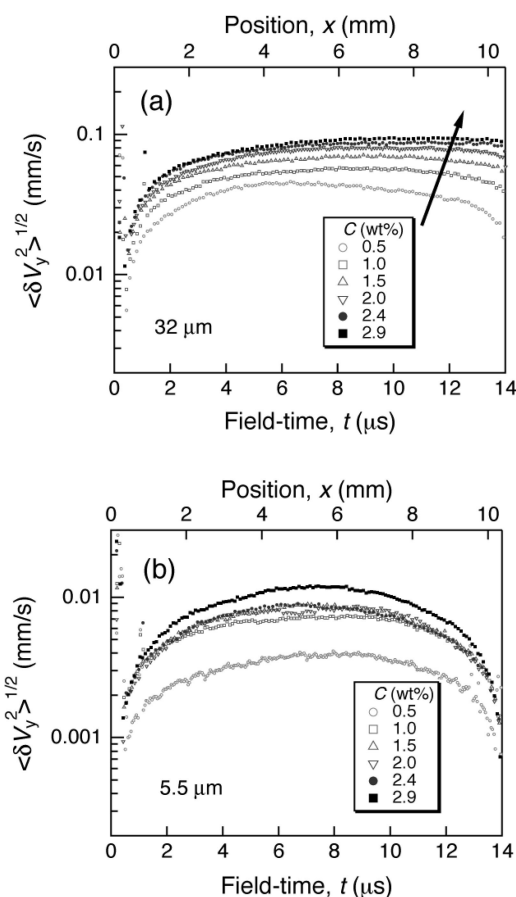 Position, x (mm)
0 2 4 6 8 10
(a)
<δVy²>¹/² (mm/s)
0.1
0.01
C (wt%)
0.5
1.0
1.5
2.0
2.4
2.9
32 μm
0 2 4 6 8 10 12 14
Field-time, t (μs)
Position, x (mm)
0 2 4 6 8 10
(b)
<δVy²>¹/² (mm/s)
0.01
0.001
C (wt%)
0.5
1.0
1.5
2.0
2.4
2.9
5.5 μm
0 2 4 6 8 10 12 14
Field-time, t (μs)